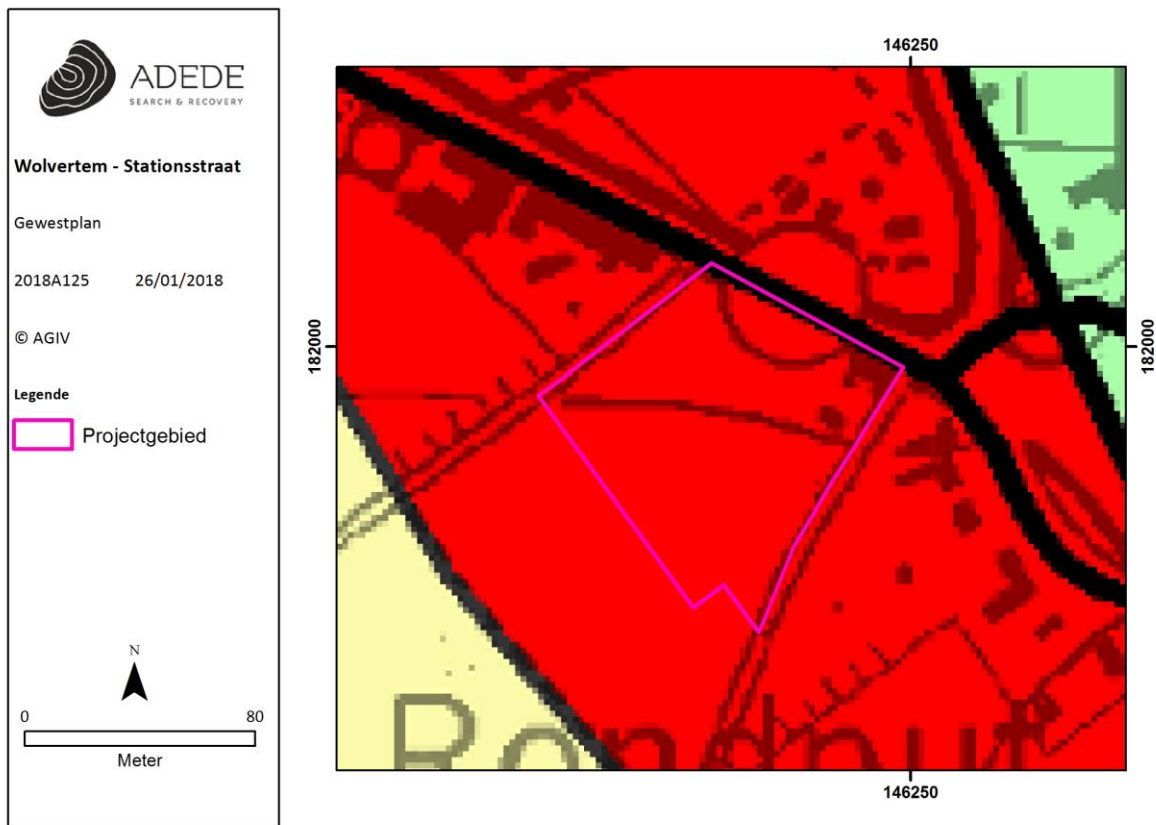 ADEDE
SEARCH & RECOVERY
Wolvertem - Stationsstraat
Gewestplan
2018A125 26/01/2018
© AGIV
Legende
Projectgebied
N
0 80
Meter
146250
182000
182000
146250